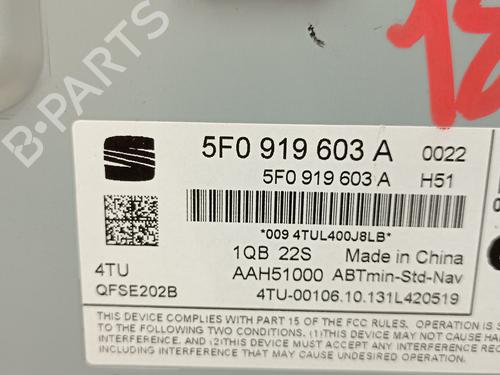 B-PARTS
5F0 919 603 A 0022
5F0 919 603 A H51
*009 4TUL400J8LB*
1QB 22S Made in China
4TU AAH51000 ABTmin-Std-Nav
QFSE202B 4TU-00106.10.131L420519
THIS DEVICE COMPLIES WITH PART 15 OF THE FCC RULES. OPERATION IS S
THE FOLLOWING TWO CONDITIONS. (1)THIS DEVICE MAY NOT CAUSE HA
INTERFERENCE. AND (2) THIS DEVICE MUST ACCEPT ANY INTERFERENCE REC
INCLUDING INTERFERENCE THAT MAY CAUSE UNDESIRED OPERATION.